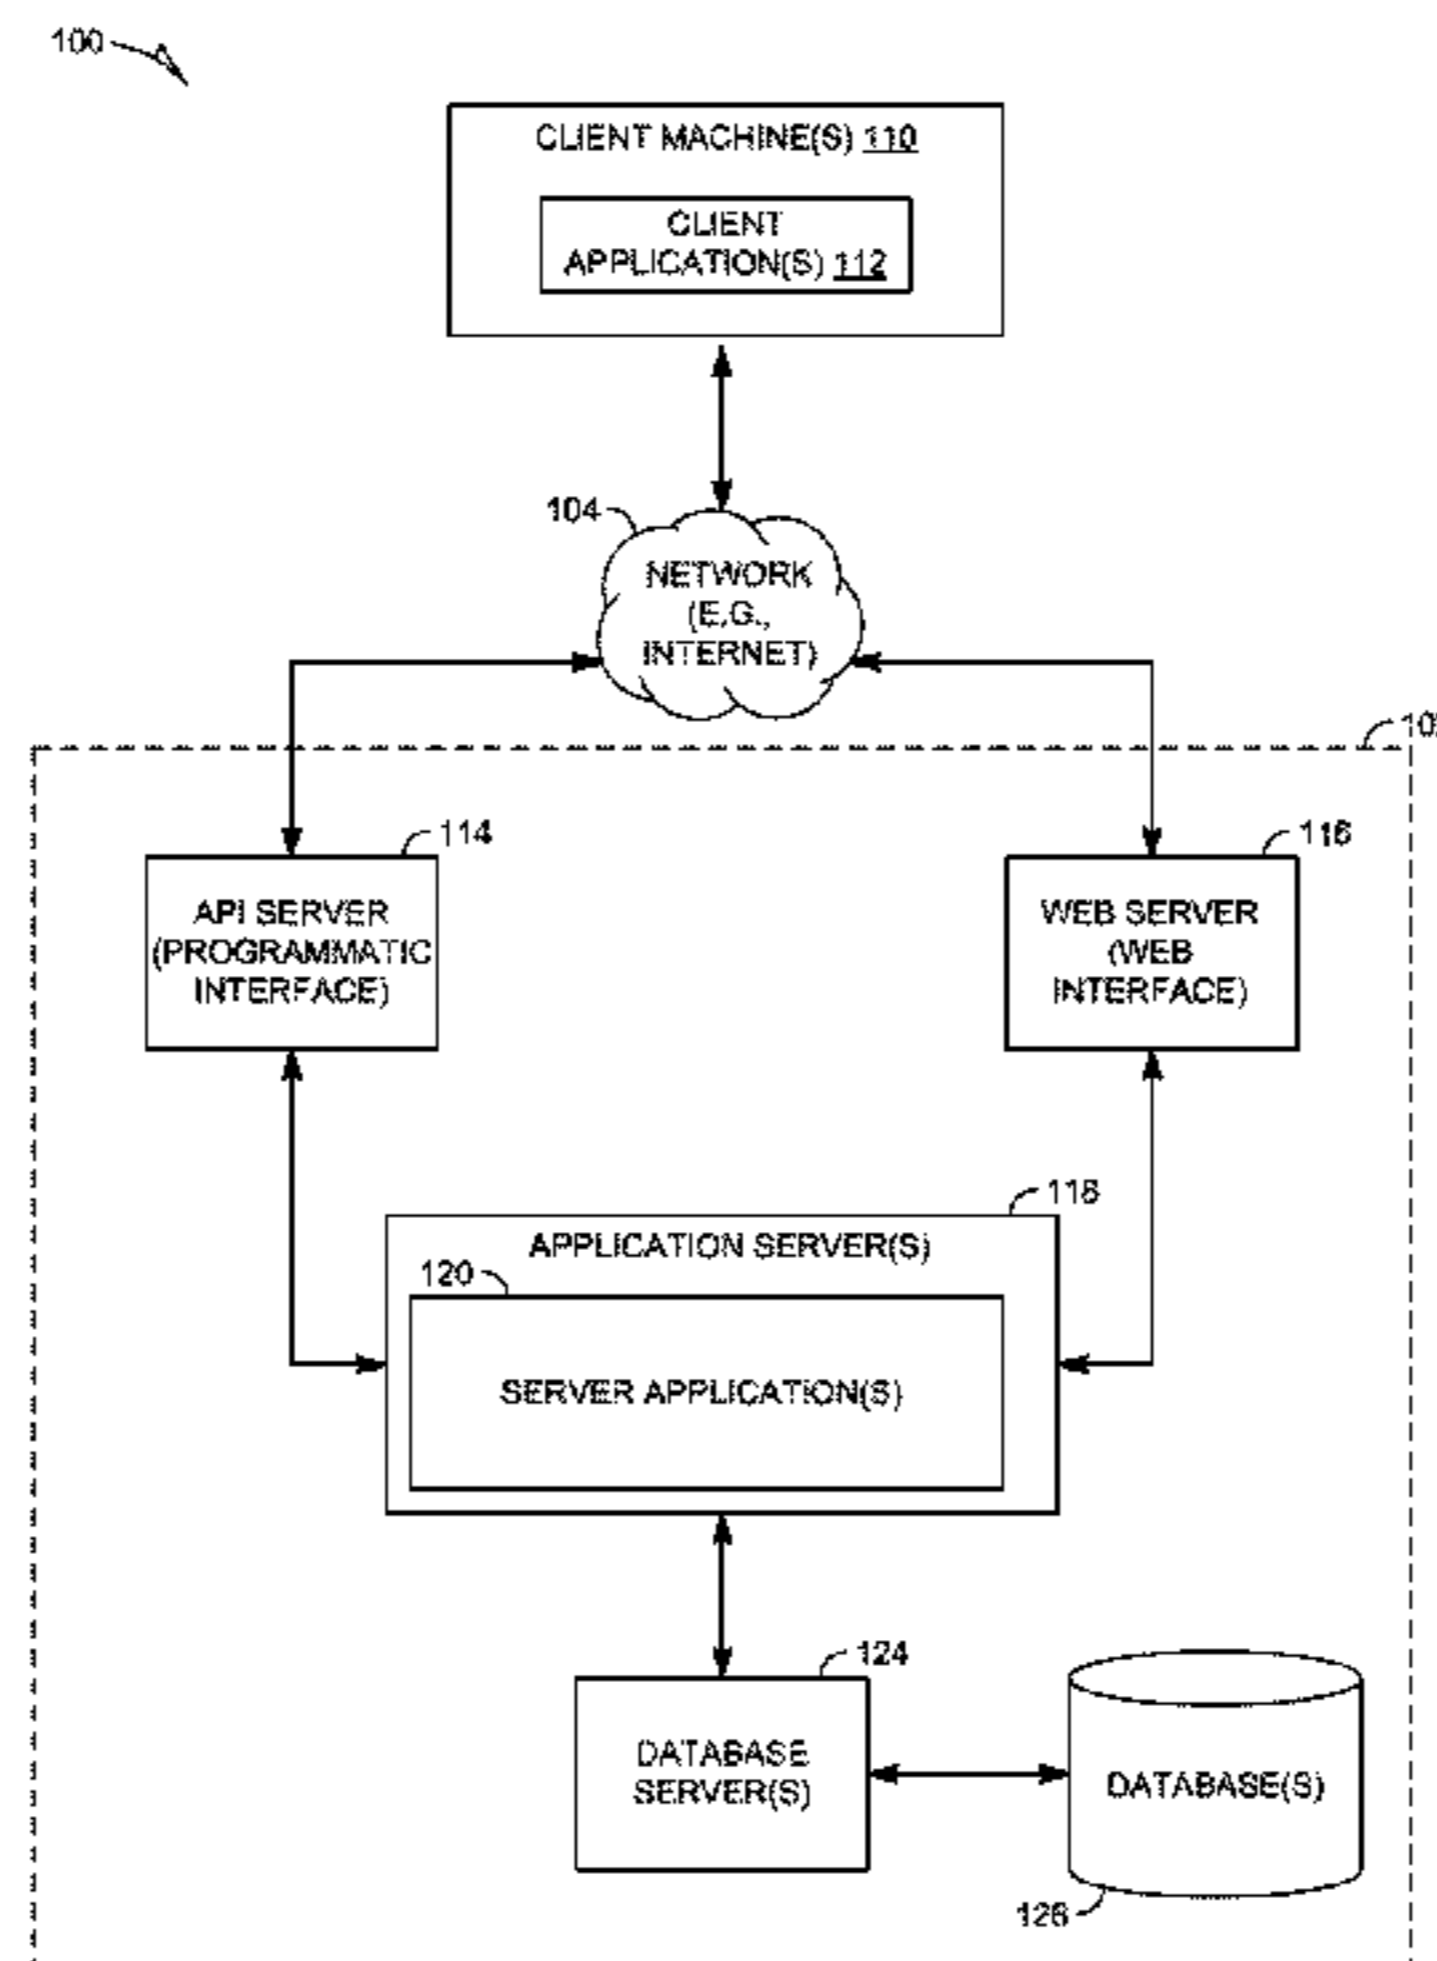 100
CLIENT MACHINE(S) 110
CLIENT
APPLICATION(S) 112
104
NETWORK
(E.G.,
INTERNET)
114
116
API SERVER
(PROGRAMMATIC
INTERFACE)
WEB SERVER
(WEB
INTERFACE)
118
APPLICATION SERVER(S)
120
SERVER APPLICATION(S)
124
DATABASE
SERVER(S)
DATABASE(S)
126